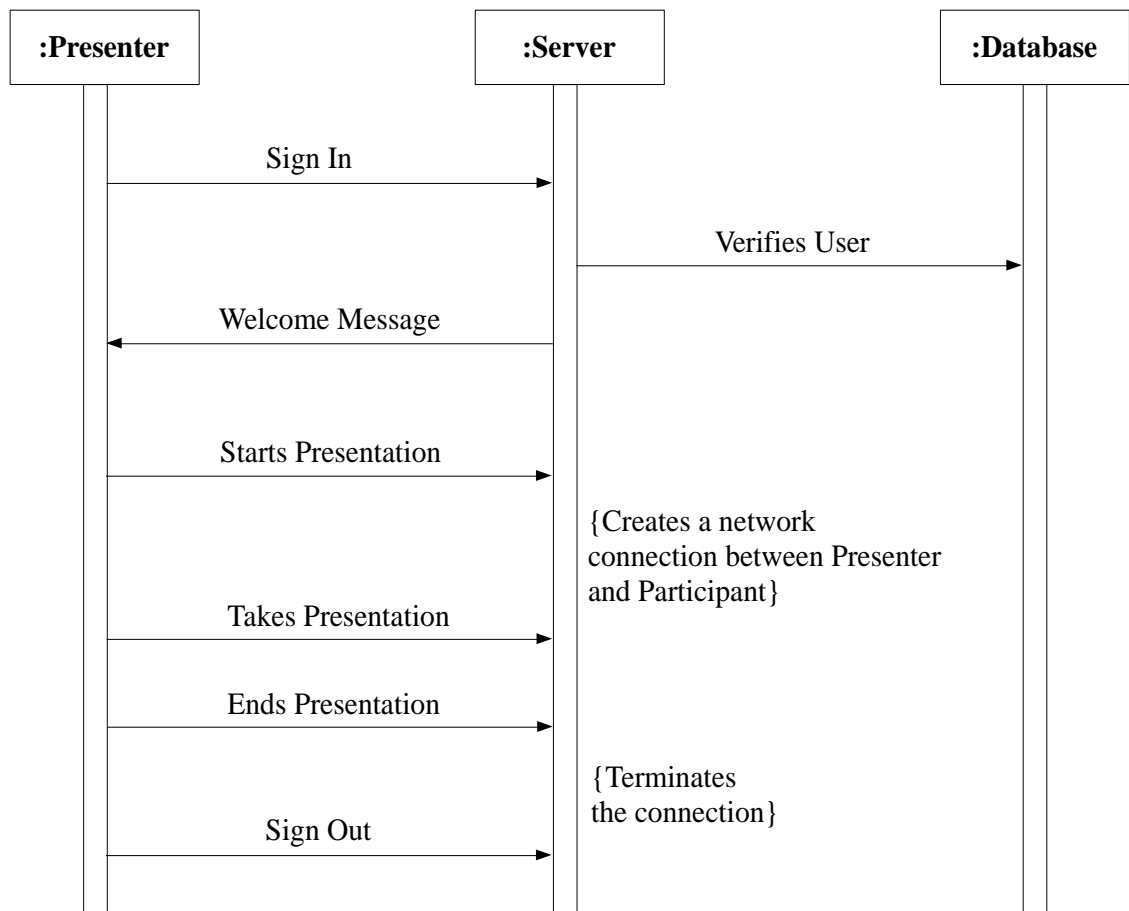 :Presenter
:Server
:Database
Sign In
Verifies User
Welcome Message
Starts Presentation
{Creates a network
connection between Presenter
and Participant}
Takes Presentation
Ends Presentation
{Terminates
the connection}
Sign Out